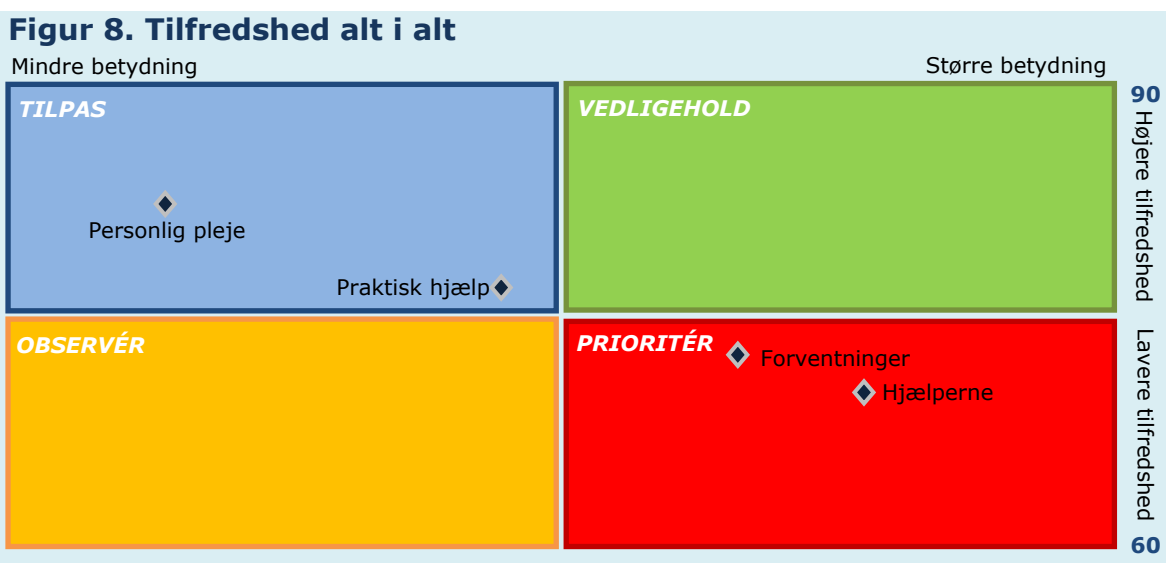 Figur 8. Tilfredshed alt i alt
Mindre betydning
Større betydning
TILPAS
VEDLIGEHOLD
90
Højere tilfredshed
Personlig pleje
Praktisk hjælp
OBSERVÉR
PRIORITÉR
Forventninger
Hjælperne
Lavere tilfredshed
60